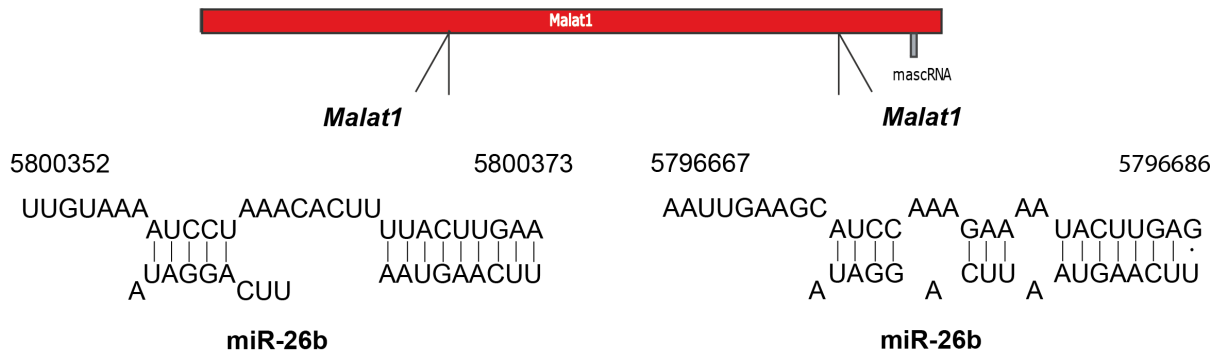 Malat1
mascRNA
Malat1 Malat1
5800352 5800373 5796667 5796686
UUGUAAA AAACACUU AAUUGAAGC AAA AA
AUCCU UUACUUGAA AUCC GAA UACUUGAG
UAGGA AAUGAACUU UAGG CUU AUGAACUU
A CUU A A A
miR-26b miR-26b